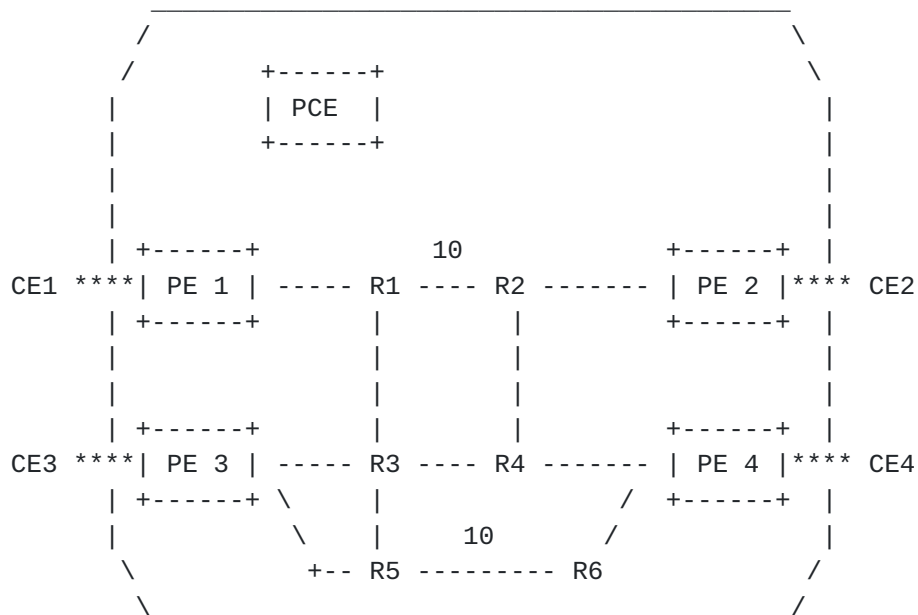 PCE
10
CE1 **** PE 1 ----- R1 ---- R2 ------- PE 2 **** CE2
CE3 **** PE 3 ----- R3 ---- R4 ------- PE 4 **** CE4
10
+-- R5 --------- R6